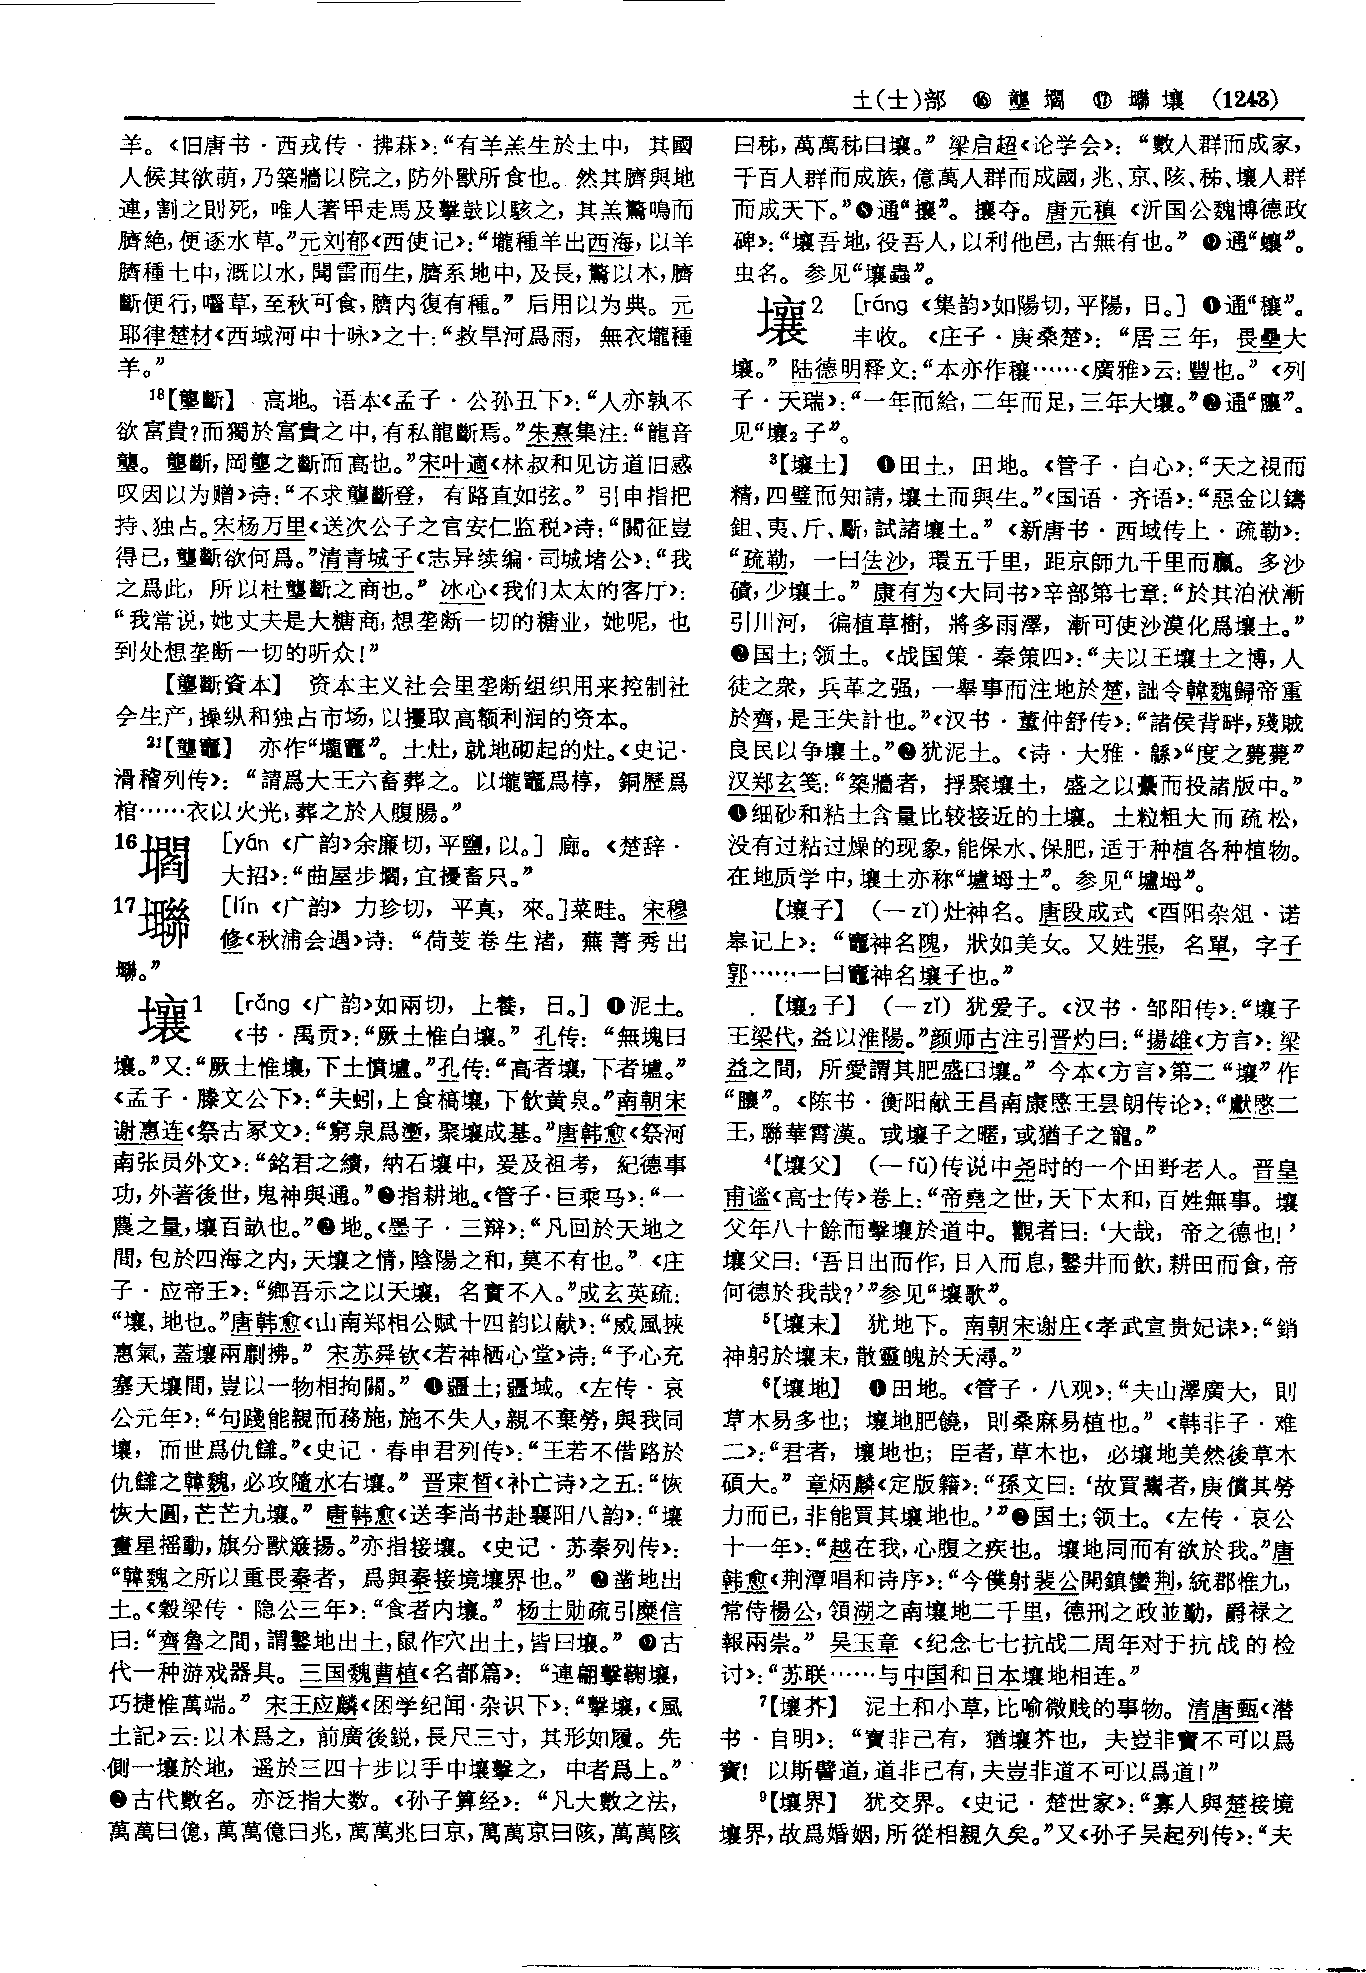 土(士)部 ⑯ 壟壛 ⑰ 壣壤 (1243)
羊。《旧唐书·西戎传·拂菻》:“有羊羔生於土中，其國
人候其欲萌，乃築牆以院之，防外獸所食也。然其臍與地
連，割之則死，唯人著甲走馬及擊鼓以駭之，其羔驚鳴而
臍絶，便逐水草。”元刘郁《西使记》:“壠種羊出西海，以羊
臍種土中，溉以水，聞雷而生，臍系地中，及長，驚以木，臍
斷便行，囓草，至秋可食，臍内復有種。”后用以为典。元
耶律楚材《西域河中十咏》之十:“救旱河爲雨，無衣壠種
羊。”
18【壟斷】 高地。语本《孟子·公孙丑下》:“人亦孰不
欲富貴？而獨於富貴之中，有私龍斷焉。”朱熹集注:“龍音
壟。壟斷，岡壟之斷而高也。”宋叶適《林叔和见访道旧感
叹因以为赠》诗:“不求壟斷登，有路直如弦。”引申指把
持、独占。宋杨万里《送次公子之官安仁监税》诗:“關征豈
得已，壟斷欲何爲。”清青城子《志异续编·司城堵公》:“我
之爲此，所以杜壟斷之商也。”冰心《我们太太的客厅》:
“我常说，她丈夫是大糖商，想垄断一切的糖业，她呢，也
到处想垄断一切的听众！”
【壟斷資本】 资本主义社会里垄断组织用来控制社
会生产，操纵和独占市场，以攫取高额利润的资本。
21【壟竈】 亦作“壠竈”。土灶，就地砌起的灶。《史记·
滑稽列传》:“請爲大王六畜葬之。以壠竈爲椁，銅歷爲
棺……衣以火光，葬之於人腹腸。”
16壛 [yán 《广韵》余廉切，平鹽，以。] 廊。《楚辞·
大招》:“曲屋步壛，宜擾畜只。”
17壣 [lín 《广韵》力珍切，平真，來。]菜畦。宋穆
修《秋浦会遇》诗:“荷芰卷生渚，蕪菁秀出
壣。”
壤1 [rǎng 《广韵》如兩切，上養，日。] ❶泥土。
《书·禹贡》:“厥土惟白壤。”孔传:“無塊曰
壤。”又:“厥土惟壤，下土憤壚。”孔传:“高者壤，下者壚。”
《孟子·滕文公下》:“夫蚓，上食槁壤，下飲黄泉。”南朝宋
谢惠连《祭古冢文》:“窮泉爲壍，聚壤成基。”唐韩愈《祭河
南张员外文》:“銘君之績，納石壤中，爰及祖考，紀德事
功，外著後世，鬼神與通。”❷指耕地。《管子·巨乘马》:“一
農之量，壤百畝也。”❸地。《墨子·三辩》:“凡回於天地之
間，包於四海之内，天壤之情，陰陽之和，莫不有也。”《庄
子·应帝王》:“鄉吾示之以天壤，名實不入。”成玄英疏:
“壤，地也。”唐韩愈《山南郑相公赋十四韵以献》:“威風挾
惠氣，蓋壤兩劘拂。”宋苏舜钦《若神栖心堂》诗:“予心充
塞天壤間，豈以一物相拘關。”❹疆土；疆域。《左传·哀
公元年》:“句踐能親而務施，施不失人，親不棄勞，與我同
壤，而世爲仇讎。”《史记·春申君列传》:“王若不借路於
仇讎之韓魏，必攻隨水右壤。”晋束皙《补亡诗》之五:“恢
恢大圓，芒芒九壤。”唐韩愈《送李尚书赴襄阳八韵》:“壤
畫星摇動，旗分獸簸揚。”亦指接壤。《史记·苏秦列传》:
“韓魏之所以重畏秦者，爲與秦接境壤界也。”❺凿地出
土。《穀梁传·隐公三年》:“食者内壤。”杨士勋疏引糜信
曰:“齊魯之間，謂鑿地出土，鼠作穴出土，皆曰壤。”❻古
代一种游戏器具。三国魏曹植《名都篇》:“連翩擊鞠壤，
巧捷惟萬端。”宋王应麟《困学纪闻·杂识下》:“擊壤，《風
土記》云:以木爲之，前廣後鋭，長尺三寸，其形如履。先
側一壤於地，遥於三四十步以手中壤擊之，中者爲上。”
❼古代數名。亦泛指大数。《孙子算经》:“凡大數之法，
萬萬曰億，萬萬億曰兆，萬萬兆曰京，萬萬京曰陔，萬萬陔
曰秭，萬萬秭曰壤。”梁启超《论学会》:“數人群而成家，
千百人群而成族，億萬人群而成國，兆、京、陔、秭、壤人群
而成天下。”❽通“攘”。攘夺。唐元稹《沂国公魏博德政
碑》:“壤吾地，役吾人，以利他邑，古無有也。”❾通“蠰”。
虫名。参见“壤蟲”。
壤2 [ráng 《集韵》如陽切，平陽，日。] ❶通“穰”。
丰收。《庄子·庚桑楚》:“居三年，畏壘大
壤。”陆德明释文:“本亦作穰……《廣雅》云:豐也。”《列
子·天瑞》:“一年而給，二年而足，三年大壤。”❷通“㼄”。
见“壤2子”。
3【壤土】 ❶田土，田地。《管子·白心》:“天之視而
精，四璧而知請，壤土而與生。”《国语·齐语》:“惡金以鑄
鉏、夷、斤、斸，試諸壤土。”《新唐书·西域传上·疏勒》:
“疏勒，一曰佉沙，環五千里，距京師九千里而贏。多沙
磧，少壤土。”康有为《大同书》辛部第七章:“於其泊洑漸
引川河，徧植草樹，將多雨澤，漸可使沙漠化爲壤土。”
❷国土；领土。《战国策·秦策四》:“夫以王壤土之博，人
徒之衆，兵革之强，一舉事而注地於楚，詘令韓魏歸帝重
於齊，是王失計也。”《汉书·董仲舒传》:“諸侯背畔，殘賊
良民以争壤土。”❸犹泥土。《诗·大雅·緜》“度之薨薨”
汉郑玄笺:“築牆者，捊聚壤土，盛之以虆而投諸版中。”
❹细砂和粘土含量比较接近的土壤。土粒粗大而疏松，
没有过粘过燥的现象，能保水、保肥，适于种植各种植物。
在地质学中，壤土亦称“壚坶土”。参见“壚坶”。
【壤子】 (—zǐ)灶神名。唐段成式《酉阳杂俎·诺
皋记上》:“竈神名隗，狀如美女。又姓張，名單，字子
郭……一曰竈神名壤子也。”
【壤2子】 (—zǐ) 犹爱子。《汉书·邹阳传》:“壤子
王梁代，益以淮陽。”颜师古注引晋灼曰:“揚雄《方言》:梁
益之間，所愛謂其肥盛曰壤。”今本《方言》第二“壤”作
“㼄”。《陈书·衡阳献王昌南康愍王昙朗传论》:“獻愍二
王，聯華霄漢。或壤子之暱，或猶子之寵。”
4【壤父】 (—fǔ)传说中尧时的一个田野老人。晋皇
甫谧《高士传》卷上:“帝堯之世，天下太和，百姓無事。壤
父年八十餘而擊壤於道中。觀者曰:‘大哉，帝之德也！’
壤父曰:‘吾日出而作，日入而息，鑿井而飲，耕田而食，帝
何德於我哉？’”参见“壤歌”。
5【壤末】 犹地下。南朝宋谢庄《孝武宣贵妃诔》:“銷
神躬於壤末，散靈魄於天潯。”
6【壤地】 ❶田地。《管子·八观》:“夫山澤廣大，則
草木易多也；壤地肥饒，則桑麻易植也。”《韩非子·难
二》:“君者，壤地也；臣者，草木也，必壤地美然後草木
碩大。”章炳麟《定版籍》:“孫文曰:‘故買鬻者，庚償其勞
力而已，非能買其壤地也。’”❷国土；领土。《左传·哀公
十一年》:“越在我，心腹之疾也。壤地同而有欲於我。”唐
韩愈《荆潭唱和诗序》:“今僕射裴公開鎮蠻荆，統郡惟九，
常侍楊公，領湖之南壤地二千里，德刑之政並勤，爵禄之
報兩崇。”吴玉章《纪念七七抗战二周年对于抗战的检
讨》:“苏联……与中国和日本壤地相连。”
7【壤芥】 泥土和小草，比喻微贱的事物。清唐甄《潜
书·自明》:“寶非己有，猶壤芥也，夫豈非寶不可以爲
寶！以斯譬道，道非己有，夫豈非道不可以爲道！”
9【壤界】 犹交界。《史记·楚世家》:“寡人與楚接境
壤界，故爲婚姻，所從相親久矣。”又《孙子吴起列传》:“夫